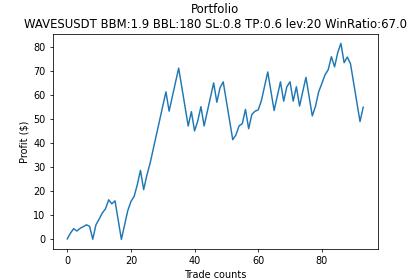 Portfolio
WAVESUSDT BBM:1.9 BBL:180 SL:0.8 TP:0.6 lev:20 WinRatio:67.0
80
70
60
50
40
30
20
10
0
Profit ($)
0 20 40 60 80
Trade counts